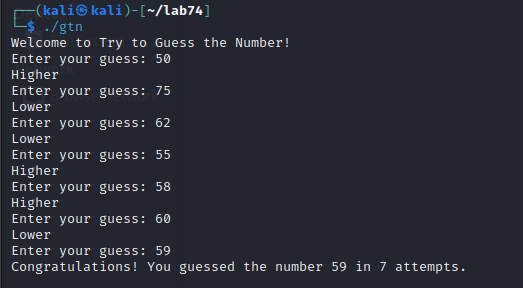 ┌──(kali㉿kali)-[~/lab74]
└─$ ./gtn
Welcome to Try to Guess the Number!
Enter your guess: 50
Higher
Enter your guess: 75
Lower
Enter your guess: 62
Lower
Enter your guess: 55
Higher
Enter your guess: 58
Higher
Enter your guess: 60
Lower
Enter your guess: 59
Congratulations! You guessed the number 59 in 7 attempts.